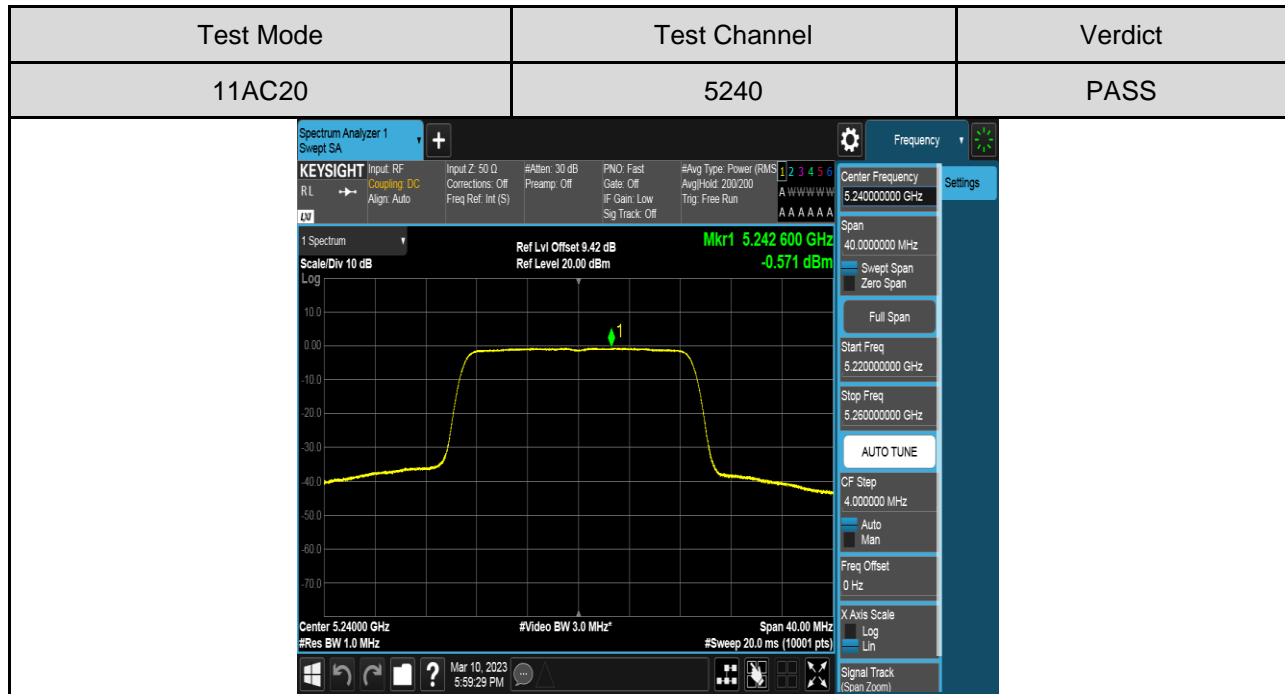 Test Mode Test Channel Verdict
11AC20 5240 PASS
Spectrum Analyzer 1
Swept SA
+
Frequency
KEYSIGHT
RL
LXI
Input: RF
Coupling: DC
Align: Auto
Input Z: 50 Ω
Corrections: Off
Freq Ref: Int (S)
#Atten: 30 dB
Preamp: Off
PNO: Fast
Gate: Off
IF Gain: Low
Sig Track: Off
#Avg Type: Power (RMS
Avg|Hold: 200/200
Trig: Free Run
1 2 3 4 5 6
A W W W W W
A A A A A A
1 Spectrum
Scale/Div 10 dB
Ref Lvl Offset 9.42 dB
Ref Level 20.00 dBm
Mkr1 5.242 600 GHz
-0.571 dBm
Log
10.0
0.00
-10.0
-20.0
-30.0
-40.0
-50.0
-60.0
-70.0
1
Center 5.24000 GHz
#Res BW 1.0 MHz
#Video BW 3.0 MHz*
Span 40.00 MHz
#Sweep 20.0 ms (10001 pts)
?
Mar 10, 2023
5:59:29 PM
Center Frequency
5.240000000 GHz
Settings
Span
40.0000000 MHz
Swept Span
Zero Span
Full Span
Start Freq
5.220000000 GHz
Stop Freq
5.260000000 GHz
AUTO TUNE
CF Step
4.000000 MHz
Auto
Man
Freq Offset
0 Hz
X Axis Scale
Log
Lin
Signal Track
(Span Zoom)